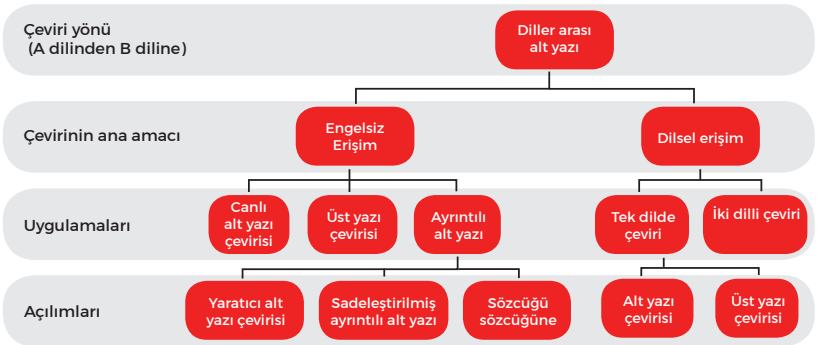 Çeviri yönü
(A dilinden B diline)
Diller arası
alt yazı
Çevirinin ana amacı
Engelsiz
Erişim
Dilsel erişim
Uygulamaları
Canlı
alt yazı
çevirisi
Üst yazı
çevirisi
Ayrıntılı
alt yazı
Tek dilde
çeviri
İki dilli çeviri
Açılımları
Yaratıcı alt
yazı çevirisi
Sadeleştirilmiş
ayrıntılı alt yazı
Sözcüğü
sözcüğüne
Alt yazı
çevirisi
Üst yazı
çevirisi